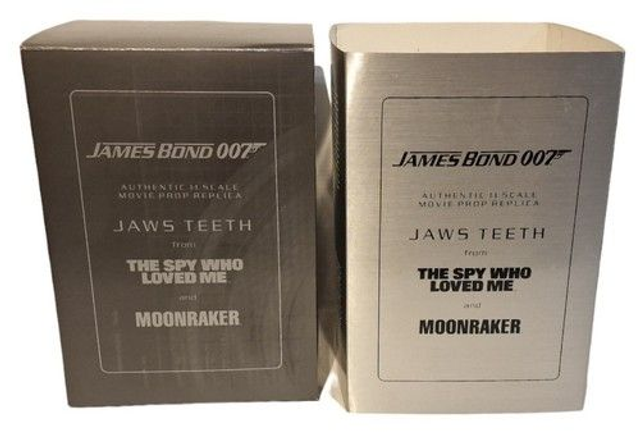 JAMES BOND 007
AUTHENTIC 1:1 SCALE
MOVIE PROP REPLICA
JAWS TEETH
from
THE SPY WHO
LOVED ME
and
MOONRAKER
JAMES BOND 007
AUTHENTIC 1:1 SCALE
MOVIE PROP REPLICA
JAWS TEETH
from
THE SPY WHO
LOVED ME
and
MOONRAKER